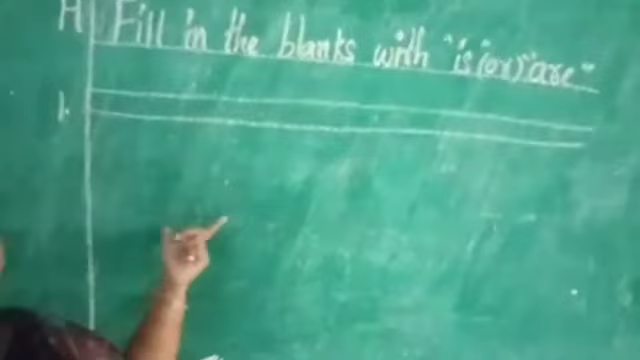 A) Fill in the blanks with "is (or) "are"
1.